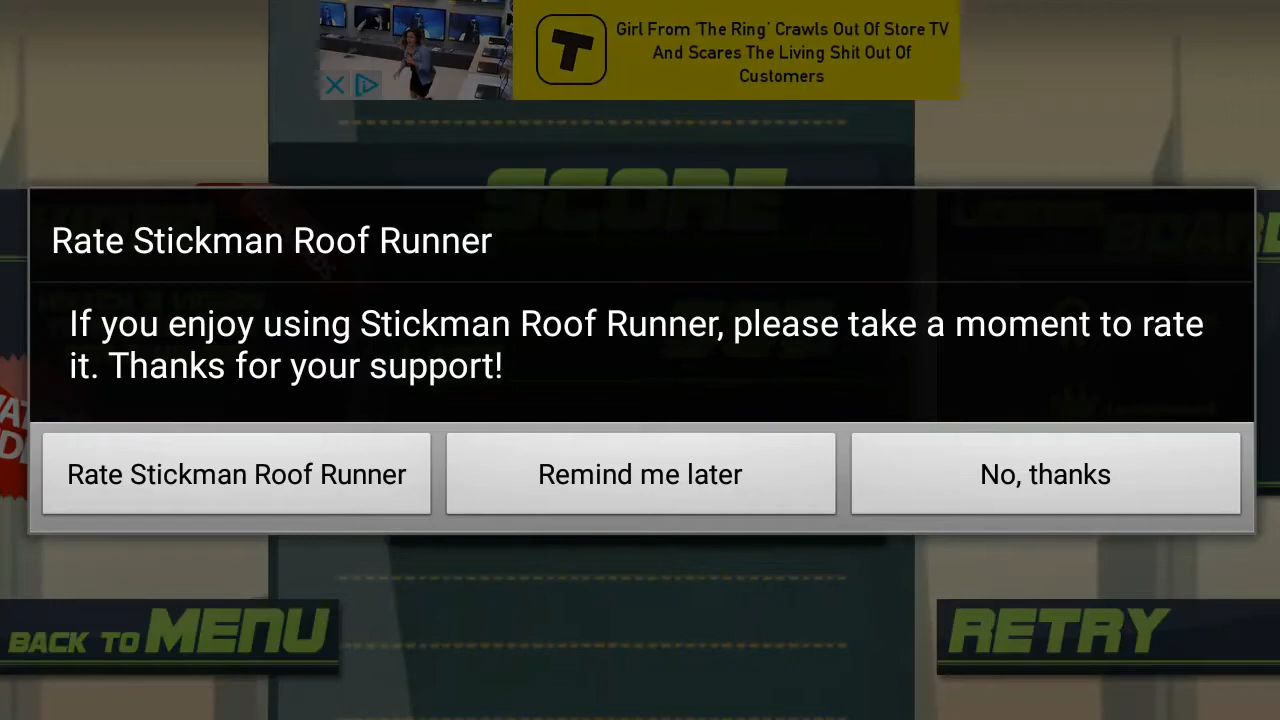 Girl From 'The Ring' Crawls Out Of Store TV
And Scares The Living Shit Out Of
Customers
T
SCORE
Rate Stickman Roof Runner
If you enjoy using Stickman Roof Runner, please take a moment to rate
it. Thanks for your support!
Rate Stickman Roof Runner
Remind me later
No, thanks
BACK TO MENU
RETRY